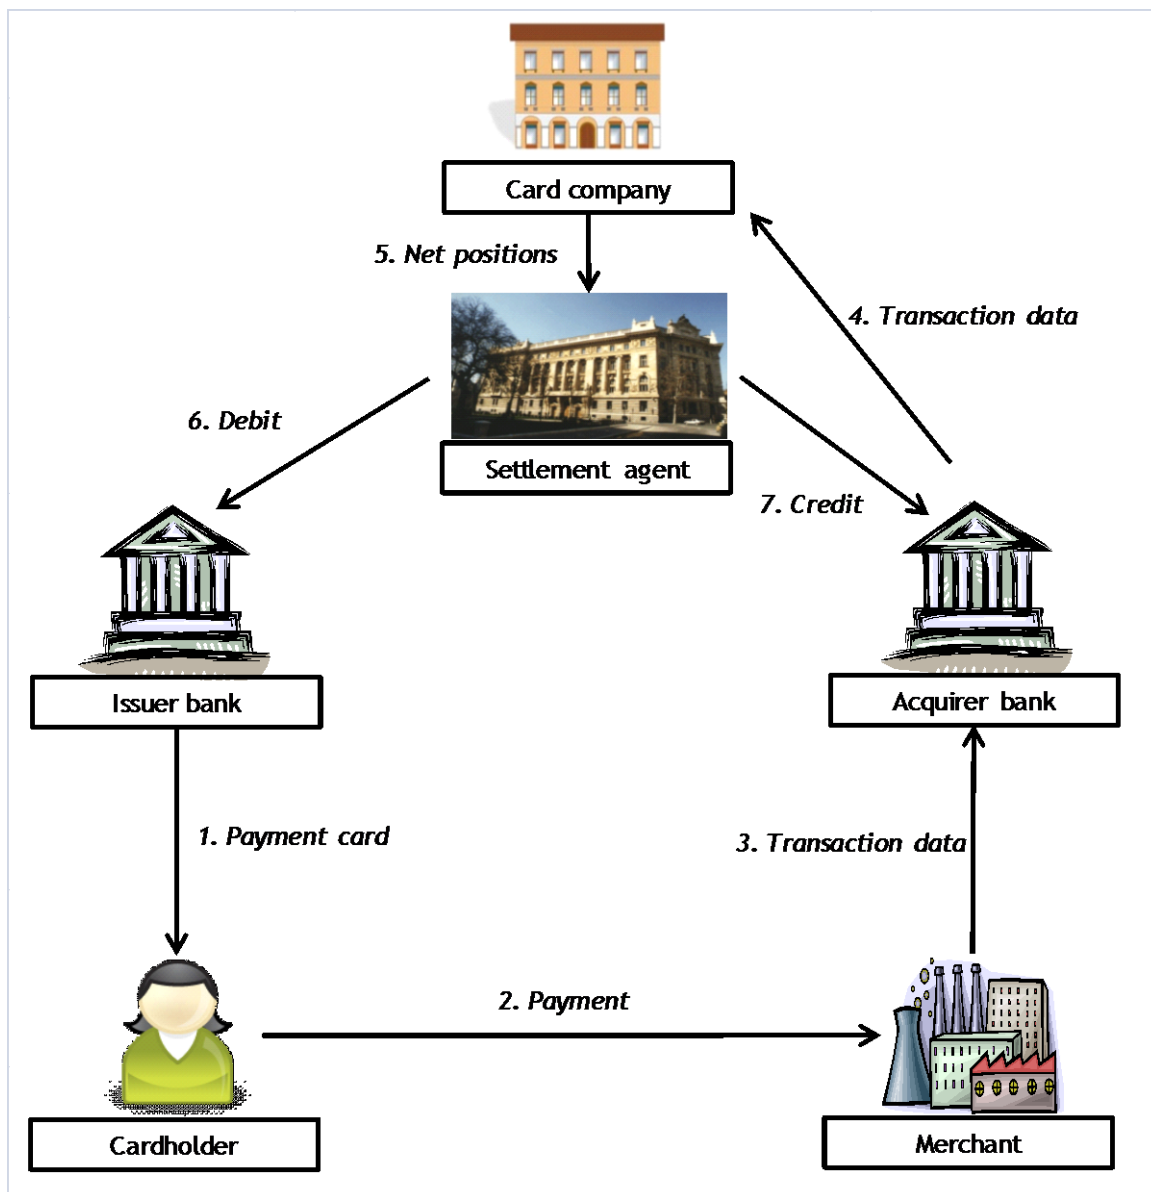 Card company
5. Net positions
4. Transaction data
6. Debit
Settlement agent
7. Credit
Issuer bank
Acquirer bank
1. Payment card
3. Transaction data
2. Payment
Cardholder
Merchant